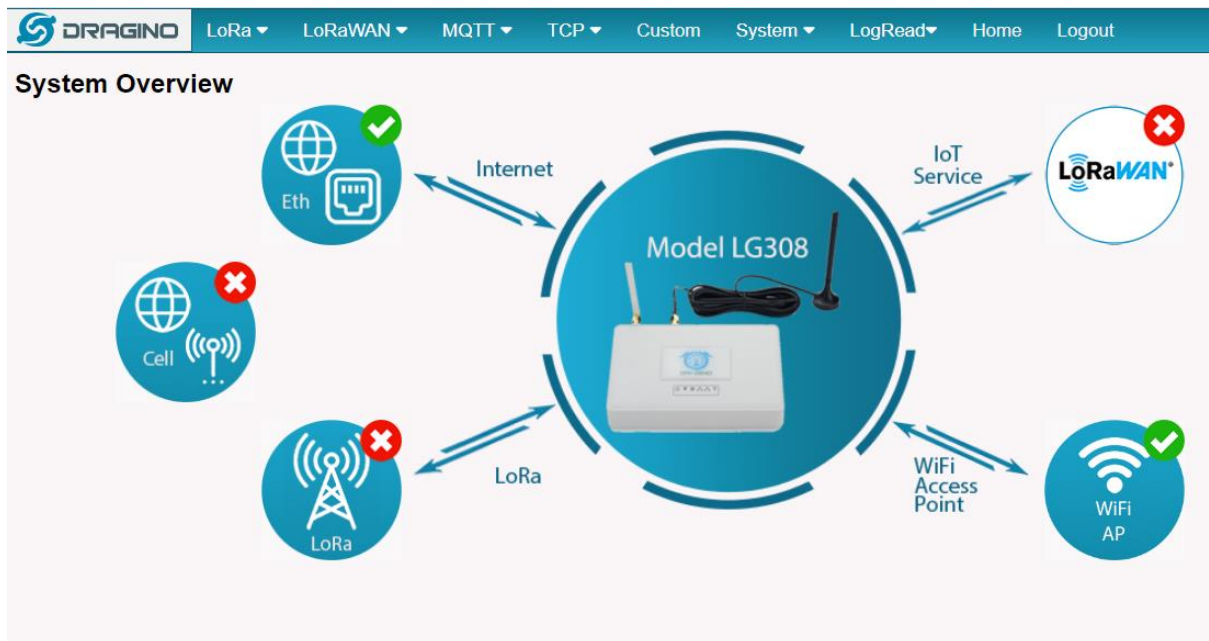 DRAGINO LoRa LoRaWAN MQTT TCP Custom System LogRead Home Logout
System Overview
Eth
Internet
IoT
Service
LoRaWAN®
Model LG308
Cell
LoRa
LoRa
WiFi
Access
Point
WiFi
AP